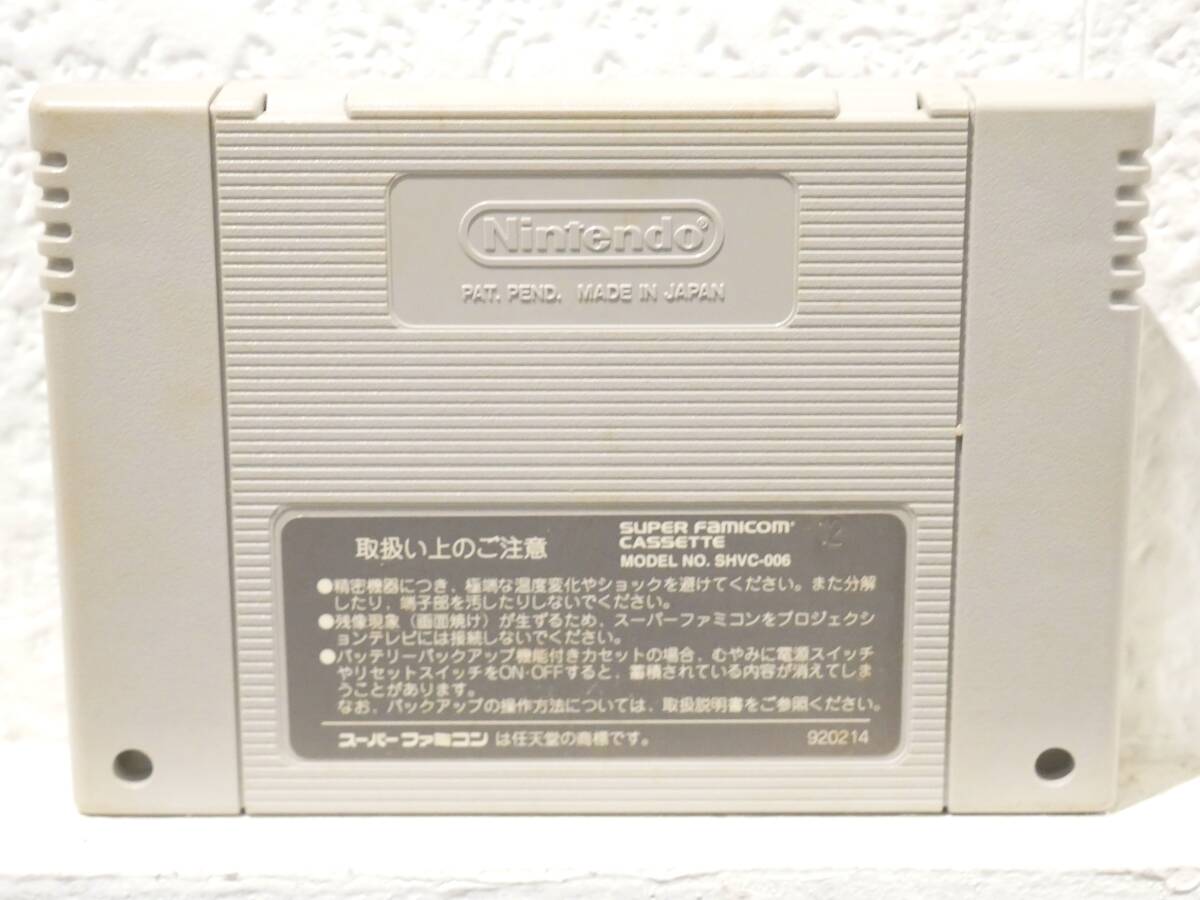 Nintendo®
PAT. PEND. MADE IN JAPAN
取扱い上のご注意
SUPER FAMICOM
CASSETTE
MODEL NO. SHVC-006
12
●精密機器につき、極端な温度変化やショックを避けてください。また分解
したり、端子部を汚したりしないでください。
●残像現象(画面焼け)が生ずるため、スーパーファミコンをプロジェクシ
ョンテレビには接続しないでください。
●バッテリーバックアップ機能付きカセットの場合、むやみに電源スイッチ
やリセットスイッチをON・OFFすると、蓄積されている内容が消えてしま
うことがあります。
なお、バックアップの操作方法については、取扱説明書をご参照ください。
スーパーファミコンは任天堂の商標です。
920214